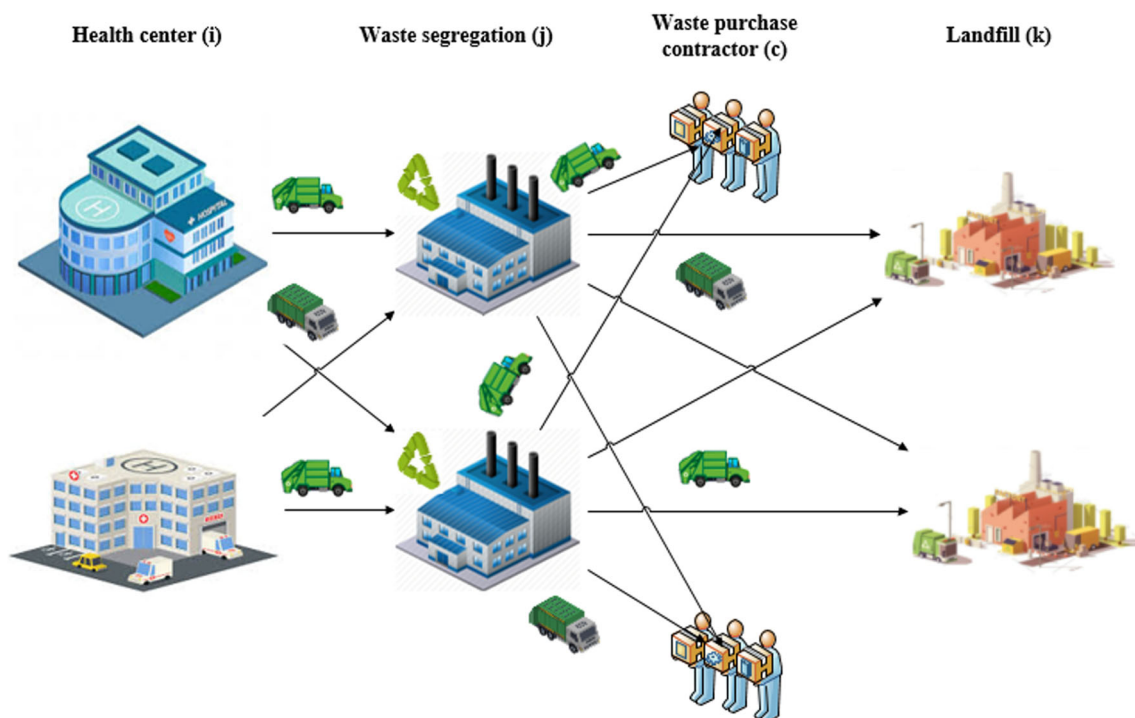 Health center (i)
Waste segregation (j)
Waste purchase
contractor (c)
Landfill (k)
H
HOSPITAL
H